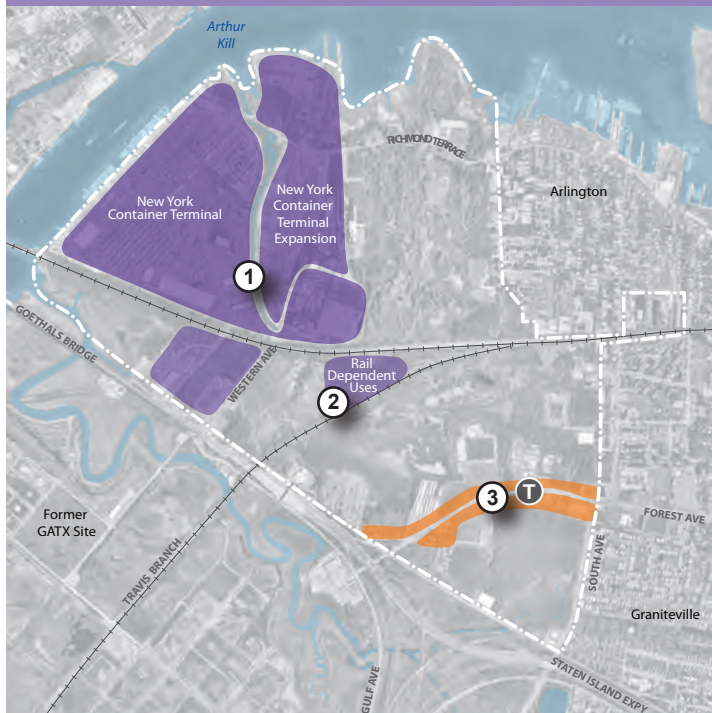 Arthur
Kill
RICHMOND TERRACE
New York
Container Terminal
New York
Container
Terminal
Expansion
Arlington
1
GOETHALS BRIDGE
WESTERN AVE
Rail
Dependent
Uses
2
3
T
Former
GATX Site
FOREST AVE
TRAVIS BRANCH
SOUTH AVE
Graniteville
GULF AVE
STATEN ISLAND EXPY